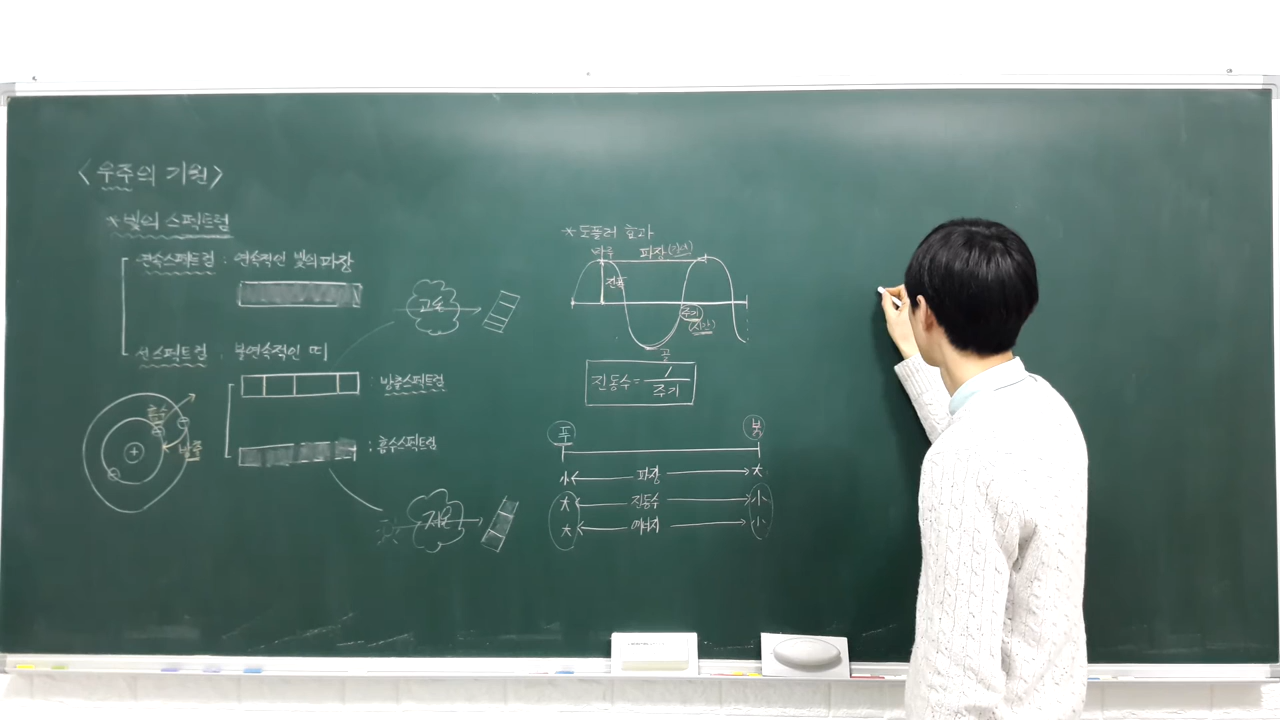 <우주의 기원>
*빛의 스펙트럼
연속스펙트럼 : 연속적인 빛의 파장
선스펙트럼 : 불연속적인 띠
: 방출스펙트럼
: 흡수스펙트럼
흡수
방출
+
고온
저온
*도플러 효과
마루 파장(길이)
진폭
주기
(시간)
골
진동수 = 1/주기
푸 붉
小 파장 大
大 진동수 小
大 에너지 小